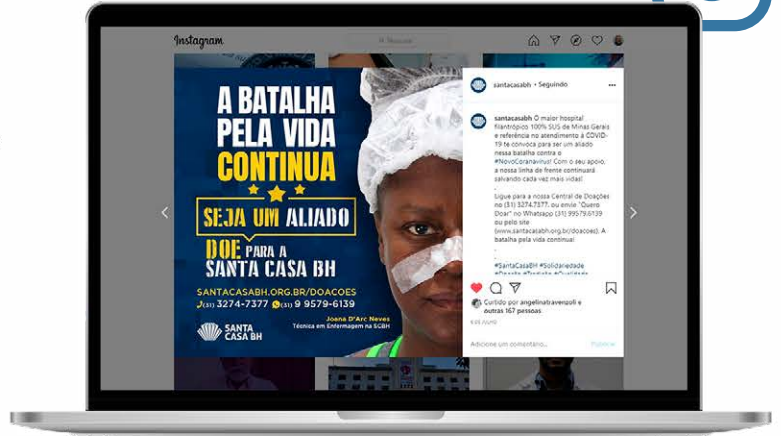 Instagram
A BATALHA
PELA VIDA
CONTINUA
SEJA UM ALIADO
DOE PARA A
SANTA CASA BH
SANTACASABH.ORG.BR/DOACOES
(31) 3274-7377 (31) 9 9579-6139
Joana D'Arc Neves
Técnica em Enfermagem na SCBH
SANTA
CASA BH
santacasabh • Seguindo
santacasabh O maior hospital
filantrópico 100% SUS de Minas Gerais
e referência no atendimento à COVID-
19 te convoca para ser um aliado
nessa batalha contra o
#NovoCoronavírus! Com o seu apoio,
a nossa linha de frente continuará
salvando cada vez mais vidas!
.
Ligue para a nossa Central de Doações
no (31) 3274.7377, ou envie "Quero
Doar" no Whatsapp (31) 99579.6139
ou pelo site
(www.santacasabh.org.br/doacoes). A
batalha pela vida continua!
.
.
#SantaCasaBH #Solidariedade
Curtido por angelinatravenzoli e
outras 167 pessoas
Adicione um comentário...
Publicar